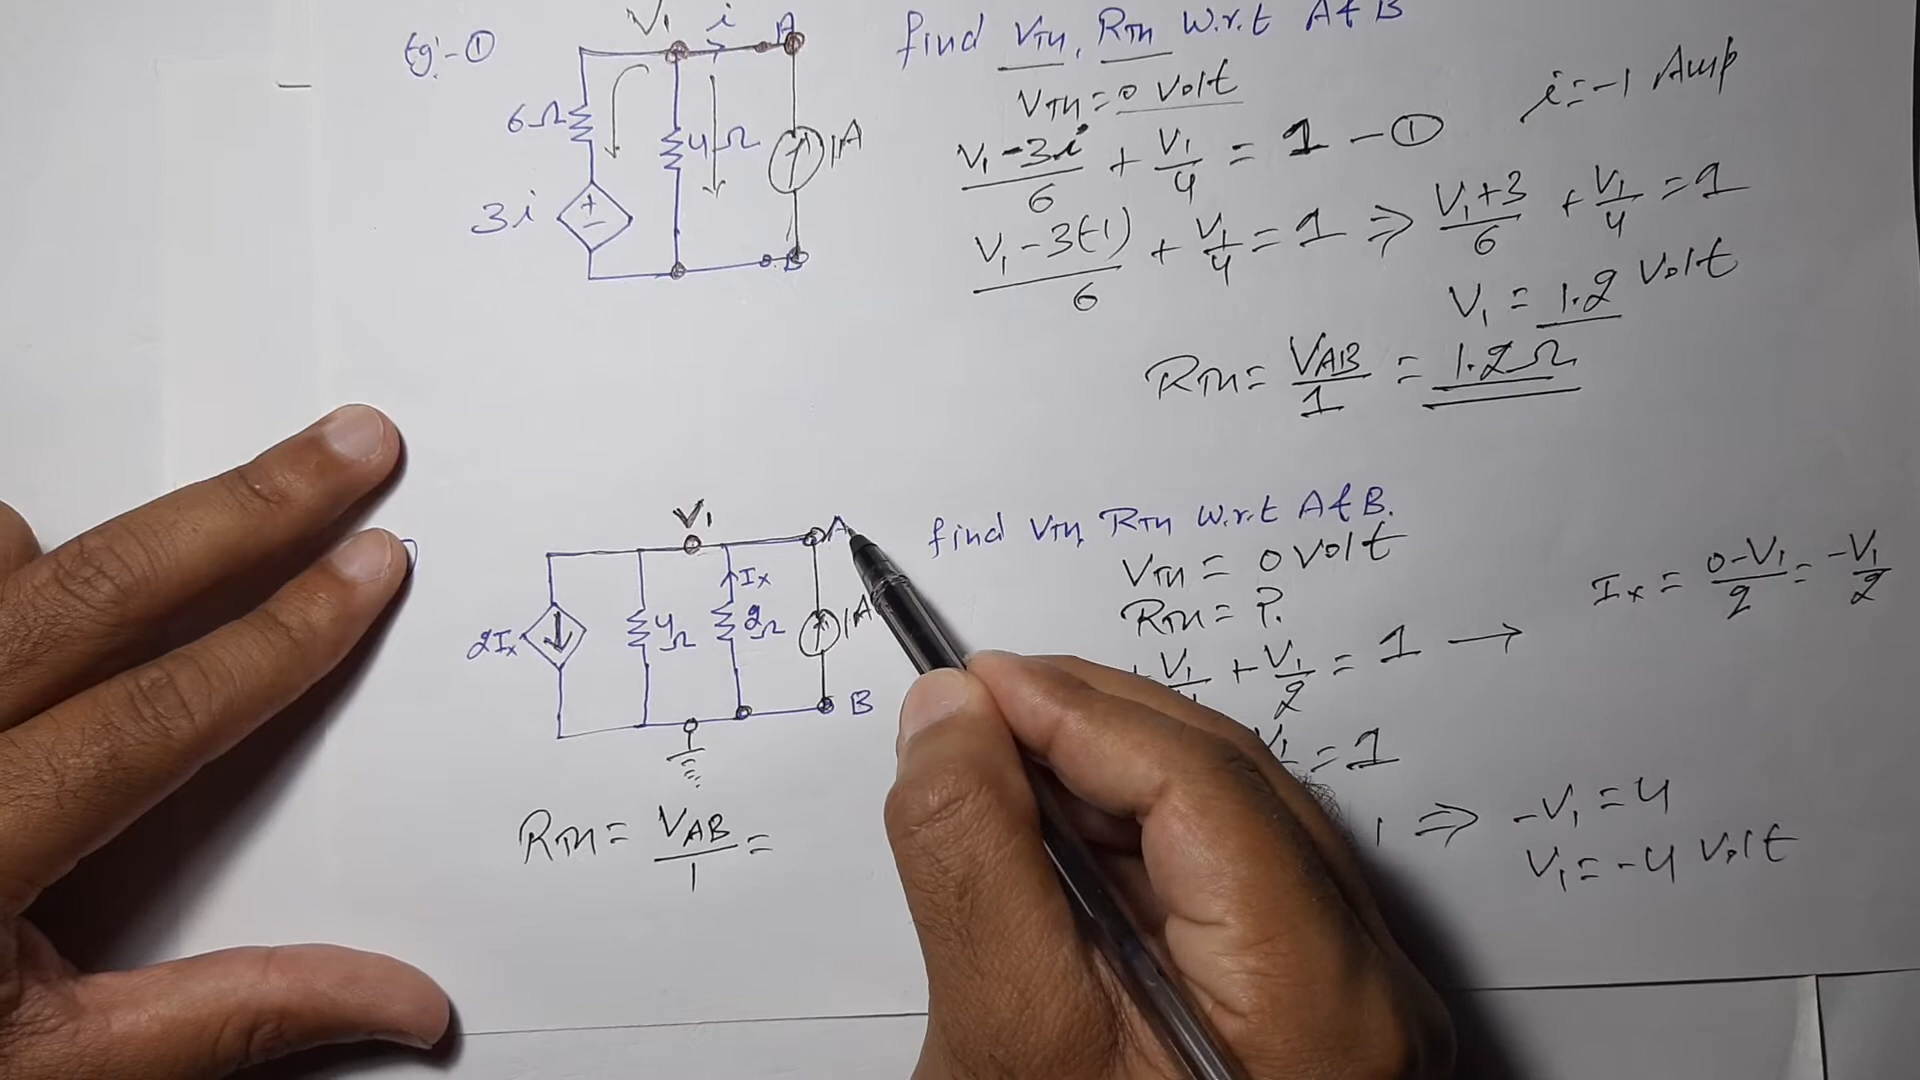 Eg:- ①
V₁ i A
6Ω
4Ω
1A
3i
+
-
B
find VTH, RTH W.r.t A & B
VTH = 0 Volt
i = -1 Amp
(V₁ - 3i)/6 + V₁/4 = 1 - ①
(V₁ - 3(-1))/6 + V₁/4 = 1 ⇒ (V₁+3)/6 + V₁/4 = 1
V₁ = 1.2 Volt
RTH = VAB/1 = 1.2Ω
V₁
A
Ix
2Ix
4Ω
2Ω
1A
B
RTH = VAB/1 =
find VTH, RTH W.r.t A & B.
VTH = 0 Volt
RTH = ?
Ix = (0-V₁)/2 = -V₁/2
+ V₁/ + V₁/2 = 1 →
= 1
⇒ -V₁ = 4
V₁ = -4 Volt